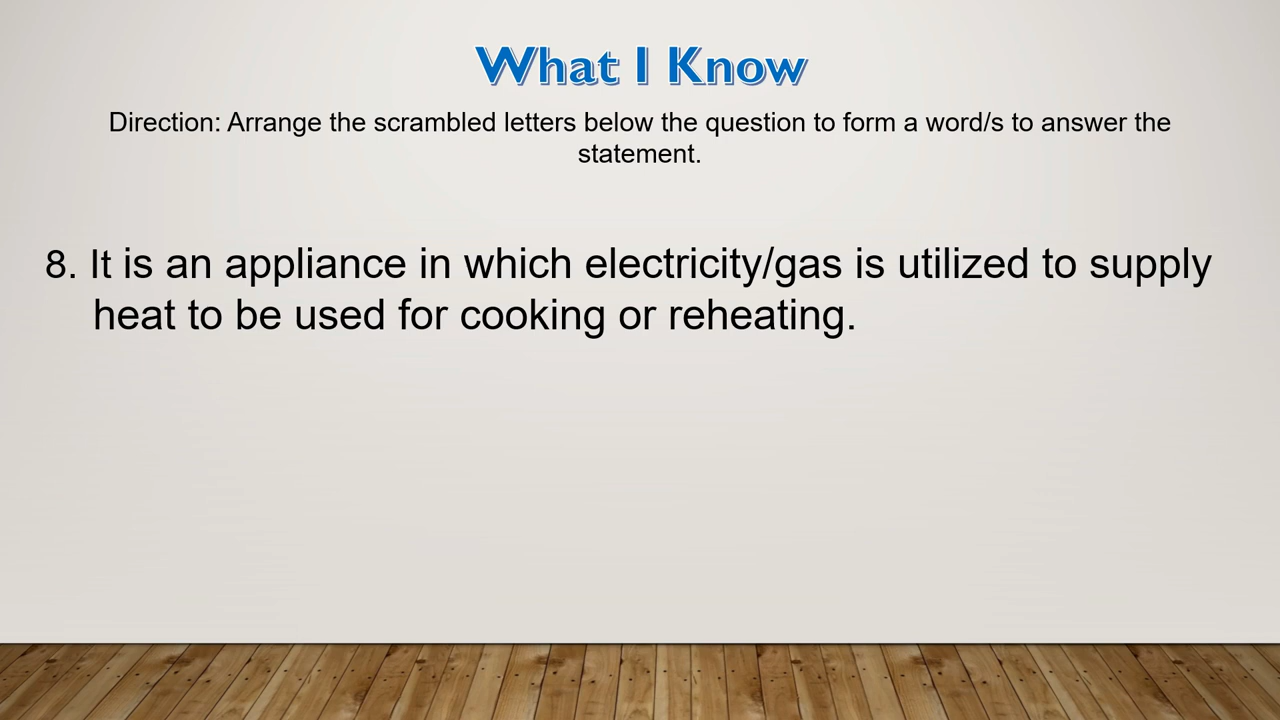 What I Know
Direction: Arrange the scrambled letters below the question to form a word/s to answer the
statement.
8. It is an appliance in which electricity/gas is utilized to supply
heat to be used for cooking or reheating.